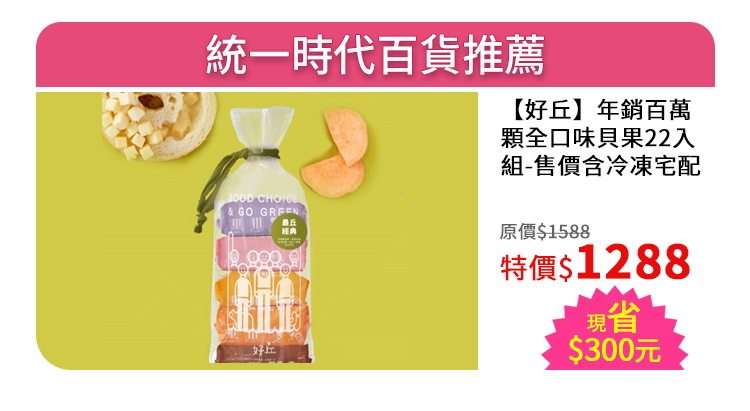 統一時代百貨推薦
【好丘】年銷百萬
顆全口味貝果22入
組-售價含冷凍宅配
GOOD CHOICE
& GO GREEN
好丘
經典
好丘
原價$1588
特價$1288
現省
$300元